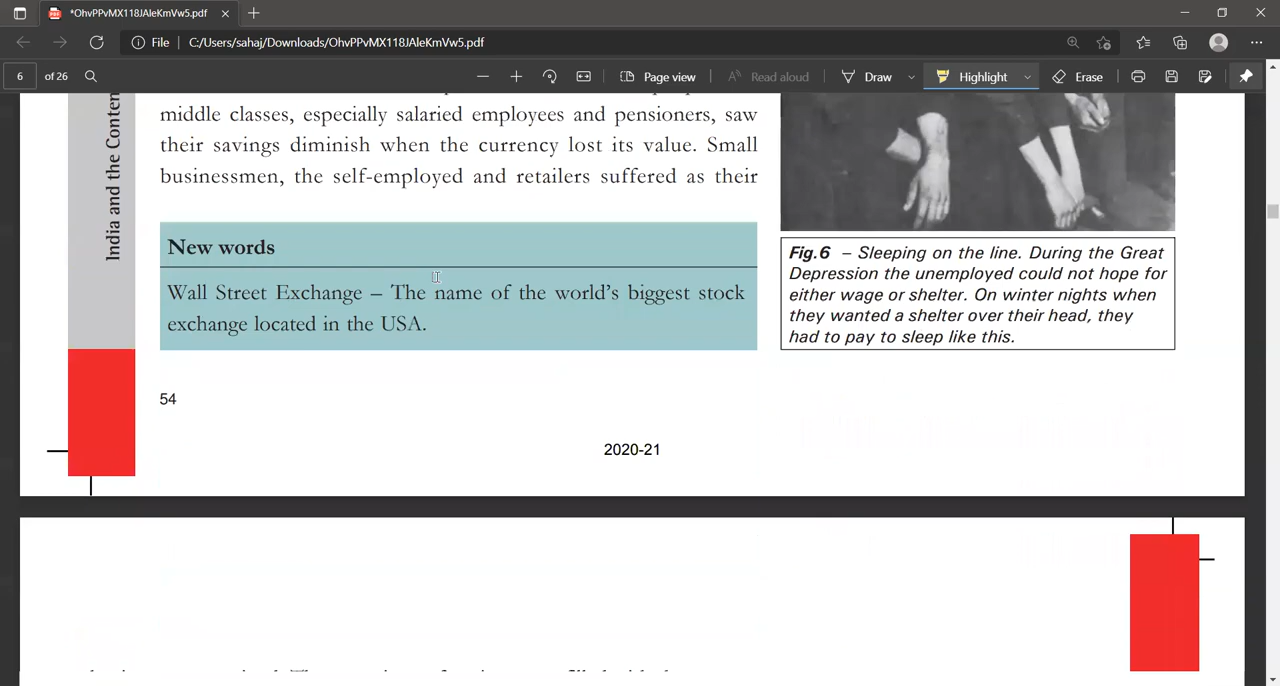 *OhvPPvMX118JAleKmVw5.pdf
File
C:/Users/sahaj/Downloads/OhvPPvMX118JAleKmVw5.pdf
6 of 26
Page view
Read aloud
Draw
Highlight
Erase
India and the Conten
middle classes, especially salaried employees and pensioners, saw
their savings diminish when the currency lost its value. Small
businessmen, the self-employed and retailers suffered as their
New words
Wall Street Exchange – The name of the world's biggest stock
exchange located in the USA.
Fig.6 – Sleeping on the line. During the Great
Depression the unemployed could not hope for
either wage or shelter. On winter nights when
they wanted a shelter over their head, they
had to pay to sleep like this.
54
2020-21